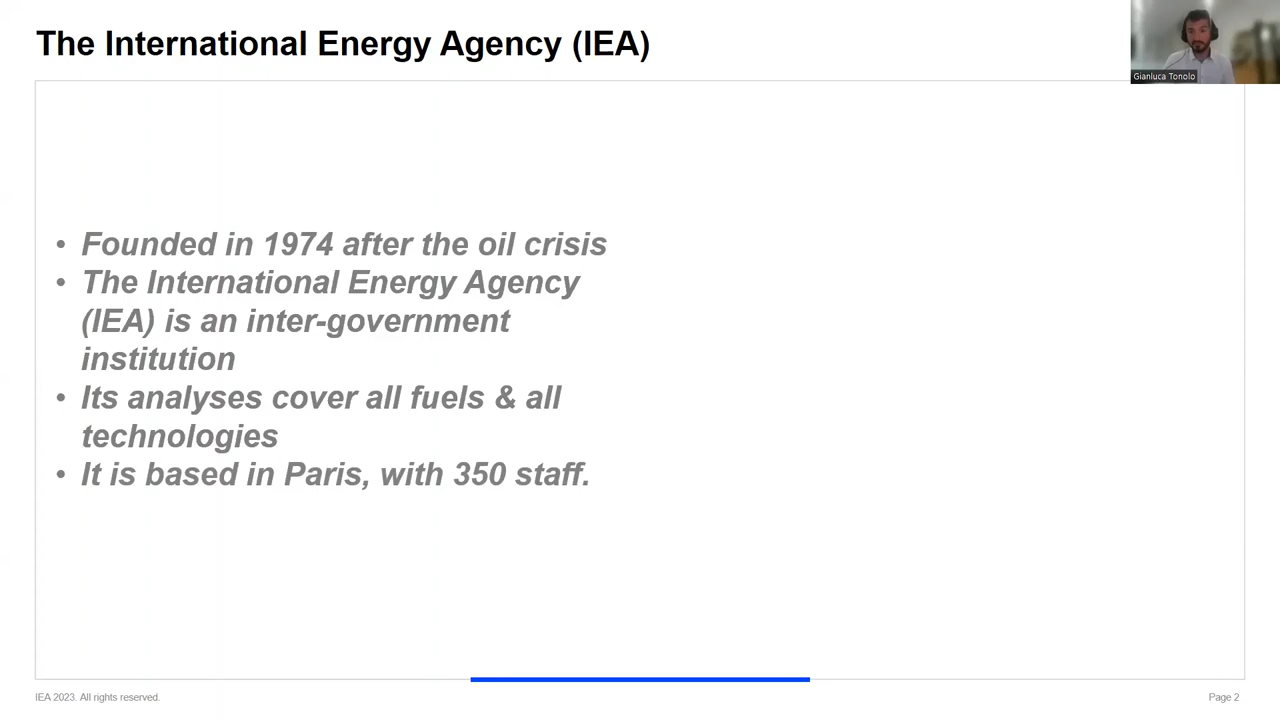 The International Energy Agency (IEA)
Gianluca Tonolo
• Founded in 1974 after the oil crisis
• The International Energy Agency
(IEA) is an inter-government
institution
• Its analyses cover all fuels & all
technologies
• It is based in Paris, with 350 staff.
IEA 2023. All rights reserved.
Page 2